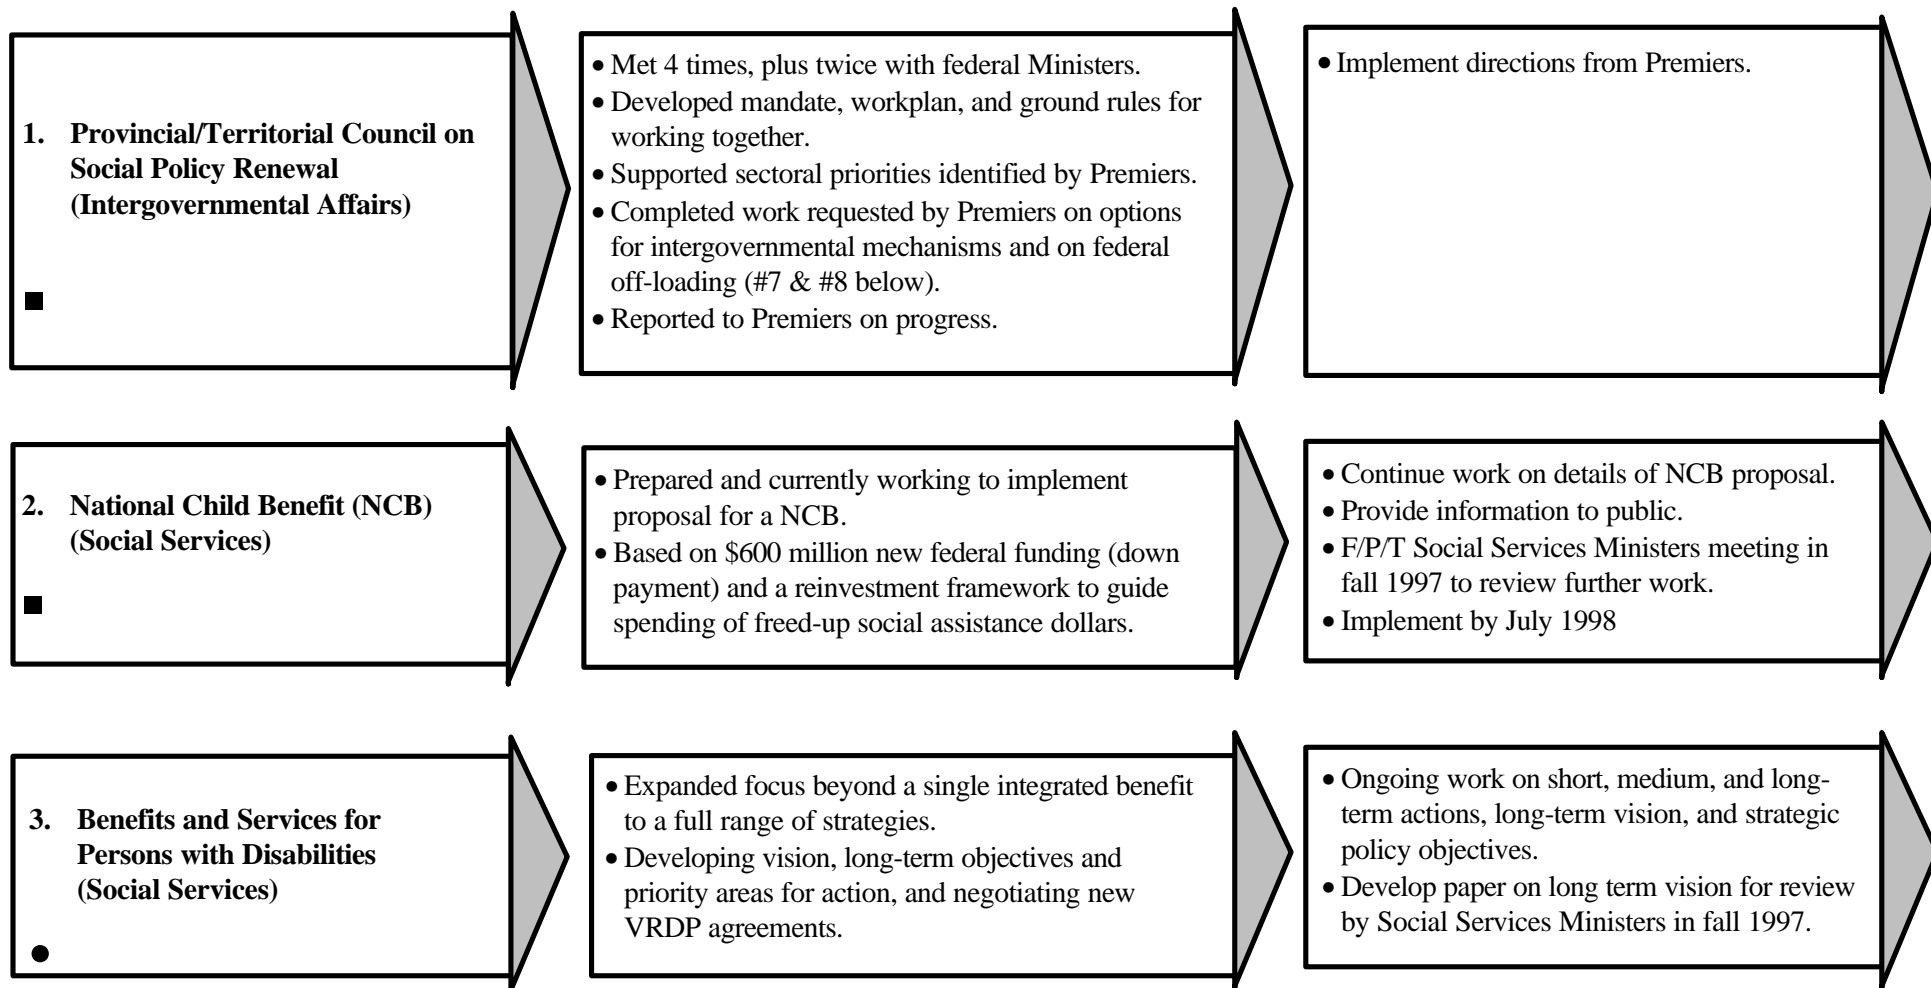 1. Provincial/Territorial Council on
Social Policy Renewal
(Intergovernmental Affairs)
■
• Met 4 times, plus twice with federal Ministers.
• Developed mandate, workplan, and ground rules for
working together.
• Supported sectoral priorities identified by Premiers.
• Completed work requested by Premiers on options
for intergovernmental mechanisms and on federal
off-loading (#7 & #8 below).
• Reported to Premiers on progress.
• Implement directions from Premiers.
2. National Child Benefit (NCB)
(Social Services)
■
• Prepared and currently working to implement
proposal for a NCB.
• Based on $600 million new federal funding (down
payment) and a reinvestment framework to guide
spending of freed-up social assistance dollars.
• Continue work on details of NCB proposal.
• Provide information to public.
• F/P/T Social Services Ministers meeting in
fall 1997 to review further work.
• Implement by July 1998
3. Benefits and Services for
Persons with Disabilities
(Social Services)
●
• Expanded focus beyond a single integrated benefit
to a full range of strategies.
• Developing vision, long-term objectives and
priority areas for action, and negotiating new
VRDP agreements.
• Ongoing work on short, medium, and long-
term actions, long-term vision, and strategic
policy objectives.
• Develop paper on long term vision for review
by Social Services Ministers in fall 1997.